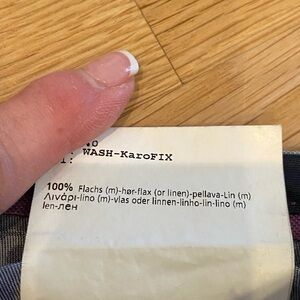 WASH-KaroFIX
100% Flachs (m)-hør-flax (or linen)-pellava-Lin (m)
Λινάρι-lino (m)-vlas oder linnen-linho-lin-lino (m)
len-лен